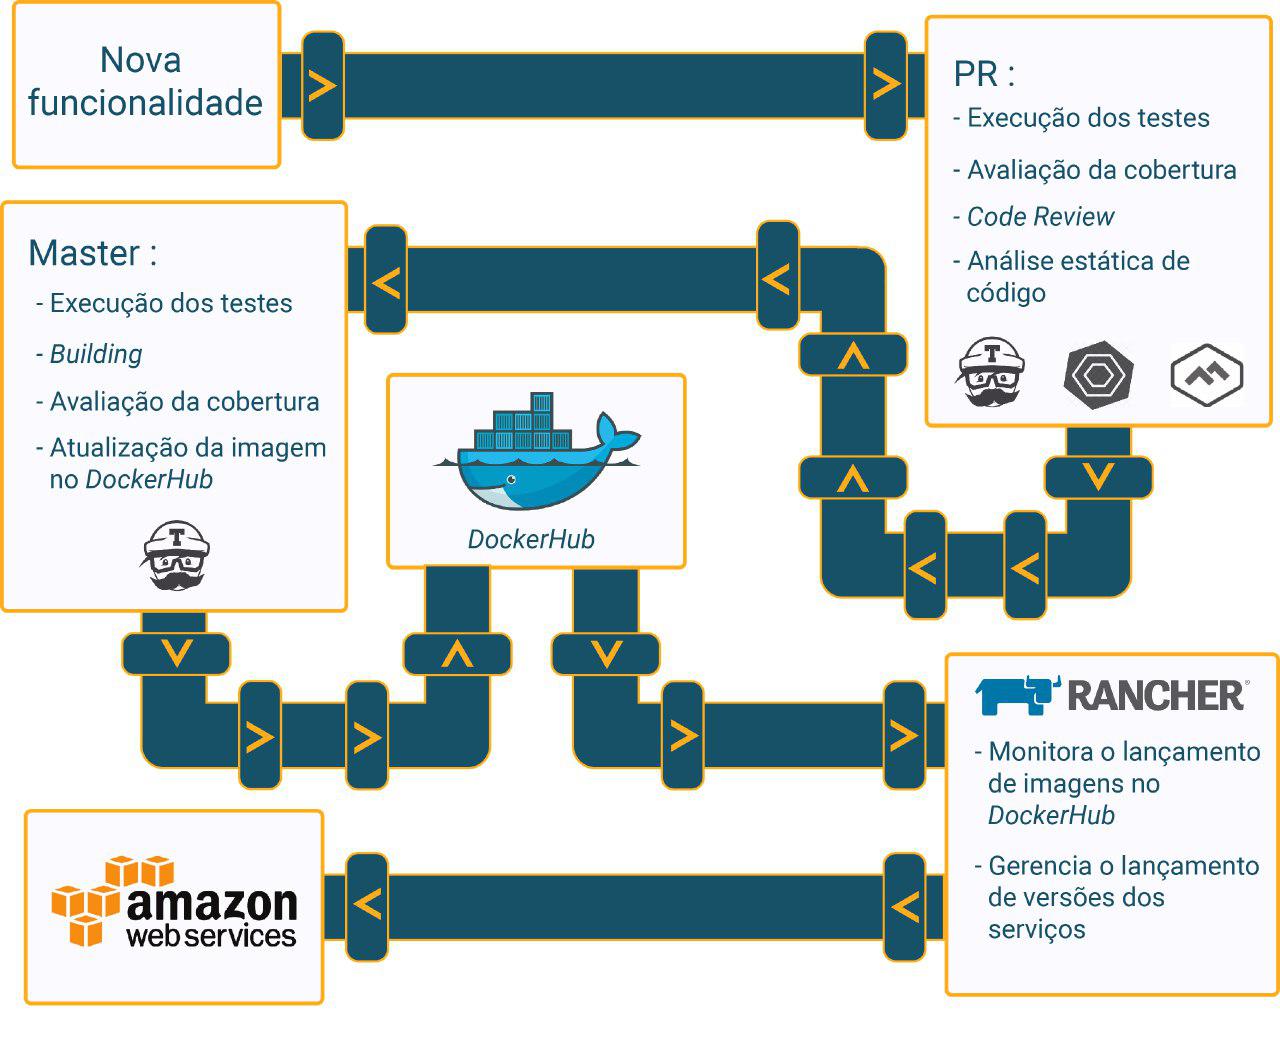 Nova
funcionalidade
PR :
- Execução dos testes
- Avaliação da cobertura
- Code Review
- Análise estática de
código
T
Master :
- Execução dos testes
- Building
- Avaliação da cobertura
- Atualização da imagem
no DockerHub
T
DockerHub
RANCHER®
- Monitora o lançamento
de imagens no
DockerHub
- Gerencia o lançamento
de versões dos
serviços
amazon
web services